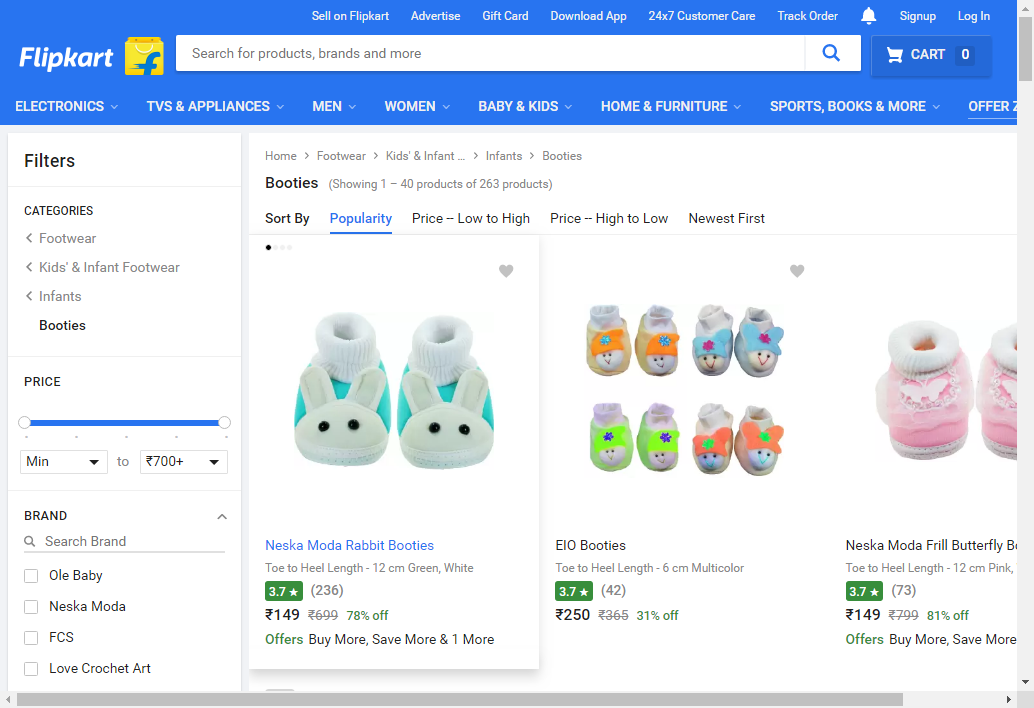 Sell on Flipkart Advertise Gift Card Download App 24x7 Customer Care Track Order Signup Log In
Flipkart
Search for products, brands and more
CART 0
ELECTRONICS TVS & APPLIANCES MEN WOMEN BABY & KIDS HOME & FURNITURE SPORTS, BOOKS & MORE OFFER Z
Filters
CATEGORIES
Footwear
Kids' & Infant Footwear
Infants
Booties
PRICE
Min to ₹700+
BRAND
Search Brand
Ole Baby
Neska Moda
FCS
Love Crochet Art
Home > Footwear > Kids' & Infant ... > Infants > Booties
Booties (Showing 1 – 40 products of 263 products)
Sort By Popularity Price -- Low to High Price -- High to Low Newest First
Neska Moda Rabbit Booties
Toe to Heel Length - 12 cm Green, White
3.7 ★ (236)
₹149 ₹699 78% off
Offers Buy More, Save More & 1 More
EIO Booties
Toe to Heel Length - 6 cm Multicolor
3.7 ★ (42)
₹250 ₹365 31% off
Neska Moda Frill Butterfly Bo
Toe to Heel Length - 12 cm Pink,
3.7 ★ (73)
₹149 ₹799 81% off
Offers Buy More, Save More